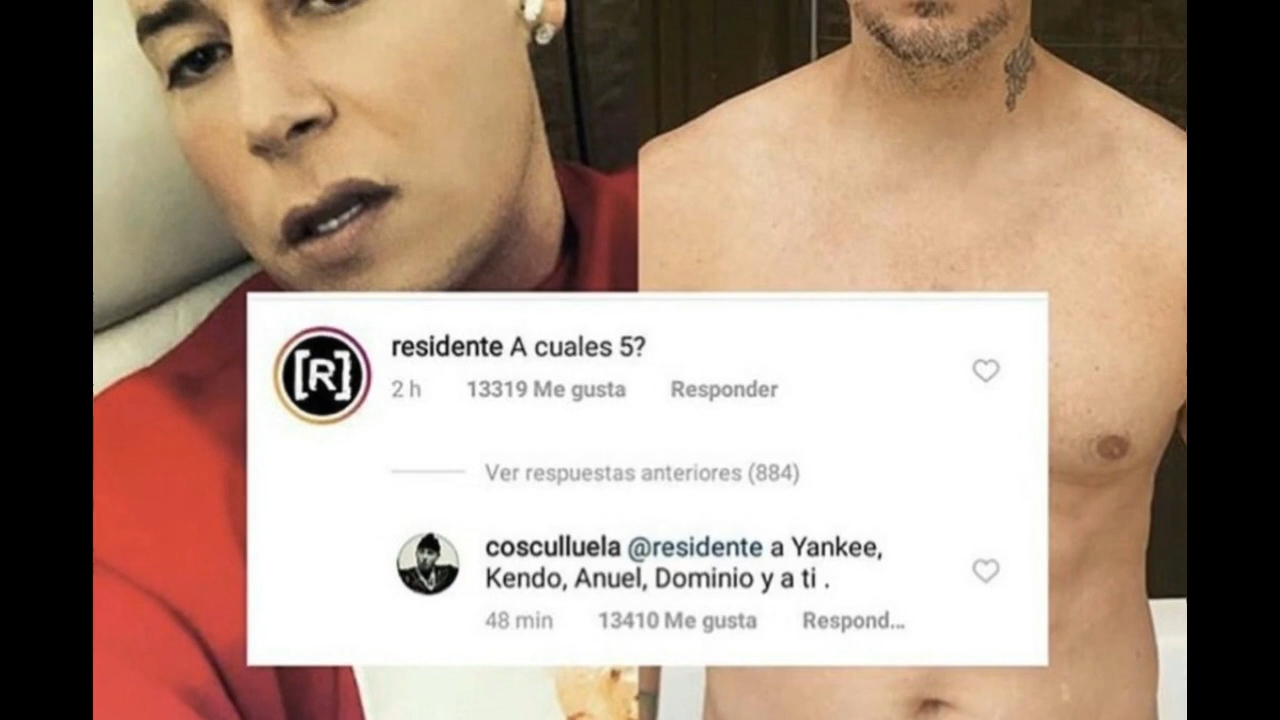 [R]
residente A cuales 5?
2 h 13319 Me gusta Responder
Ver respuestas anteriores (884)
cosculluela @residente a Yankee,
Kendo, Anuel, Dominio y a ti .
48 min 13410 Me gusta Respond...